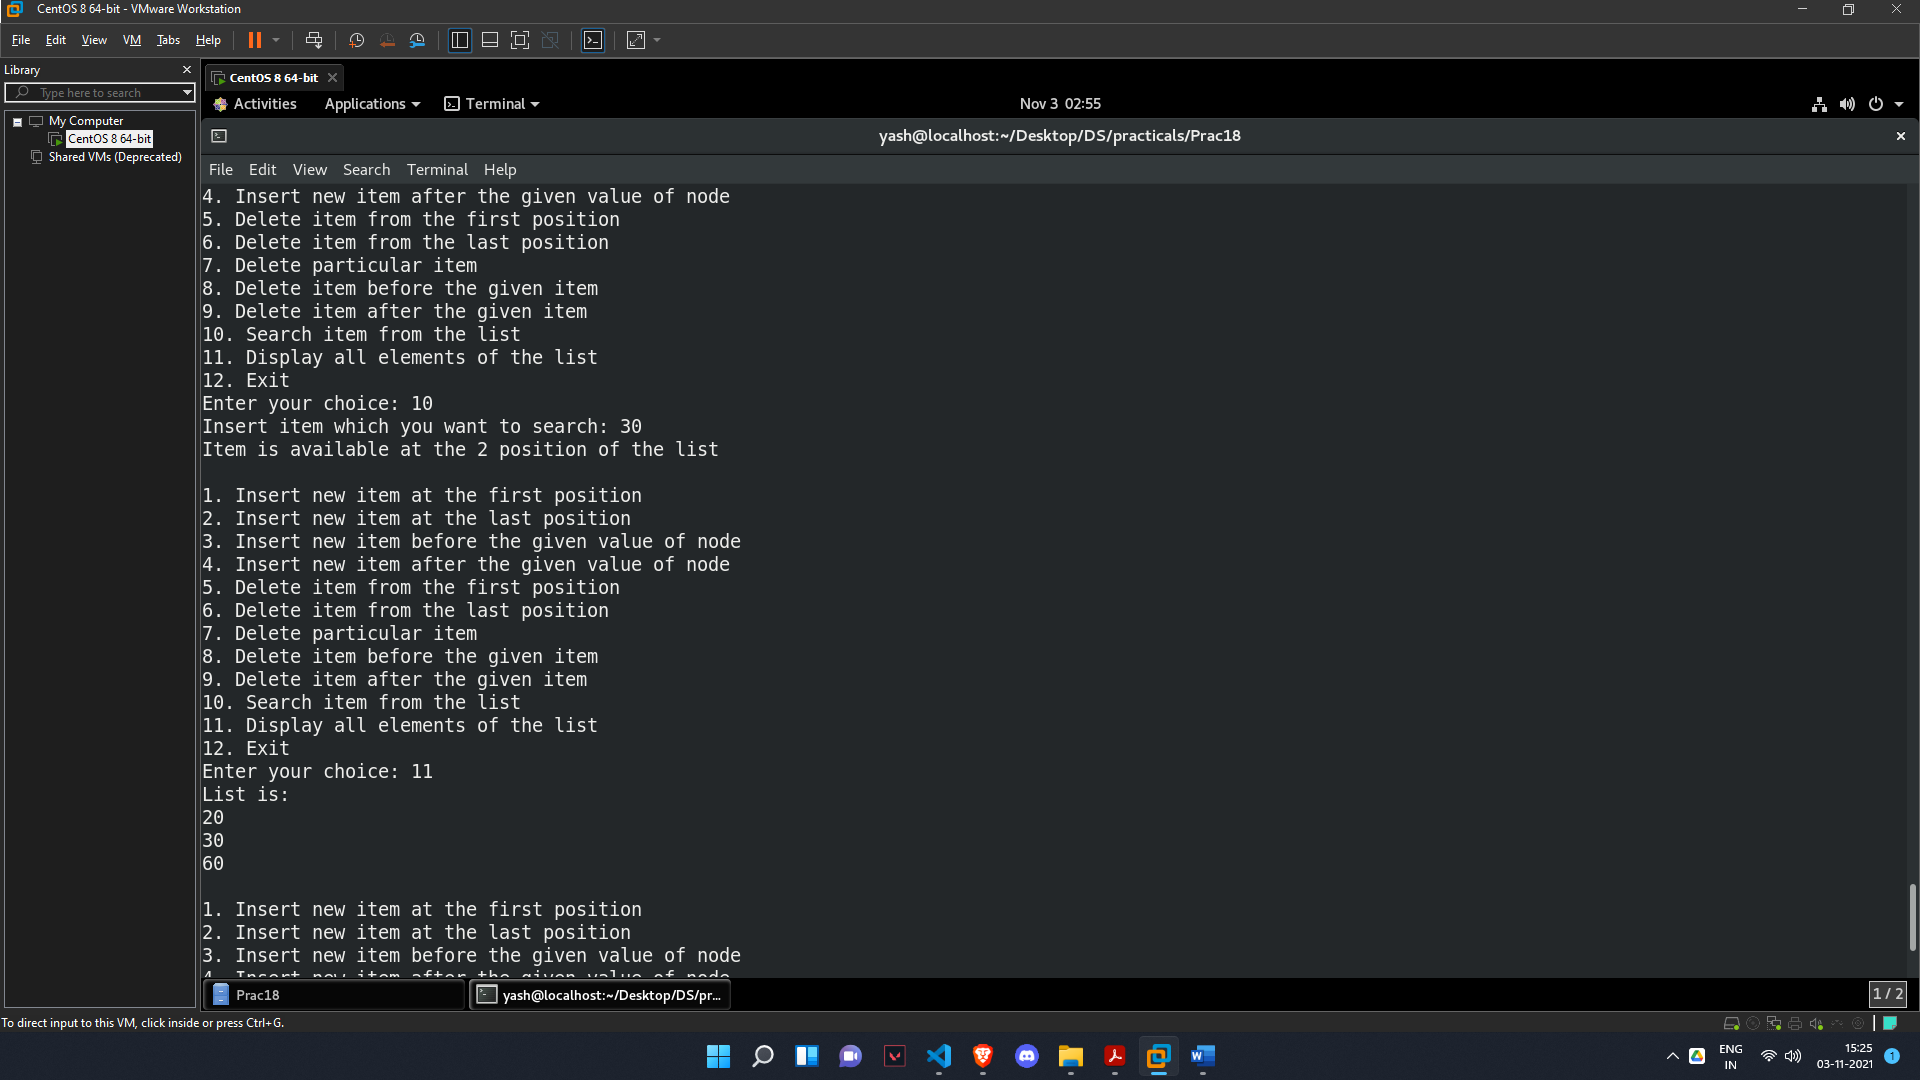 CentOS 8 64-bit - VMware Workstation
File Edit View VM Tabs Help
Library
Type here to search
My Computer
CentOS 8 64-bit
Shared VMs (Deprecated)
CentOS 8 64-bit
Activities Applications Terminal Nov 3 02:55
yash@localhost:~/Desktop/DS/practicals/Prac18
File Edit View Search Terminal Help
4. Insert new item after the given value of node
5. Delete item from the first position
6. Delete item from the last position
7. Delete particular item
8. Delete item before the given item
9. Delete item after the given item
10. Search item from the list
11. Display all elements of the list
12. Exit
Enter your choice: 10
Insert item which you want to search: 30
Item is available at the 2 position of the list
1. Insert new item at the first position
2. Insert new item at the last position
3. Insert new item before the given value of node
4. Insert new item after the given value of node
5. Delete item from the first position
6. Delete item from the last position
7. Delete particular item
8. Delete item before the given item
9. Delete item after the given item
10. Search item from the list
11. Display all elements of the list
12. Exit
Enter your choice: 11
List is:
20
30
60
1. Insert new item at the first position
2. Insert new item at the last position
3. Insert new item before the given value of node
4. Insert new item after the given value of node
Prac18
yash@localhost:~/Desktop/DS/pr...
1 / 2
To direct input to this VM, click inside or press Ctrl+G.
ENG
IN
15:25
03-11-2021
1